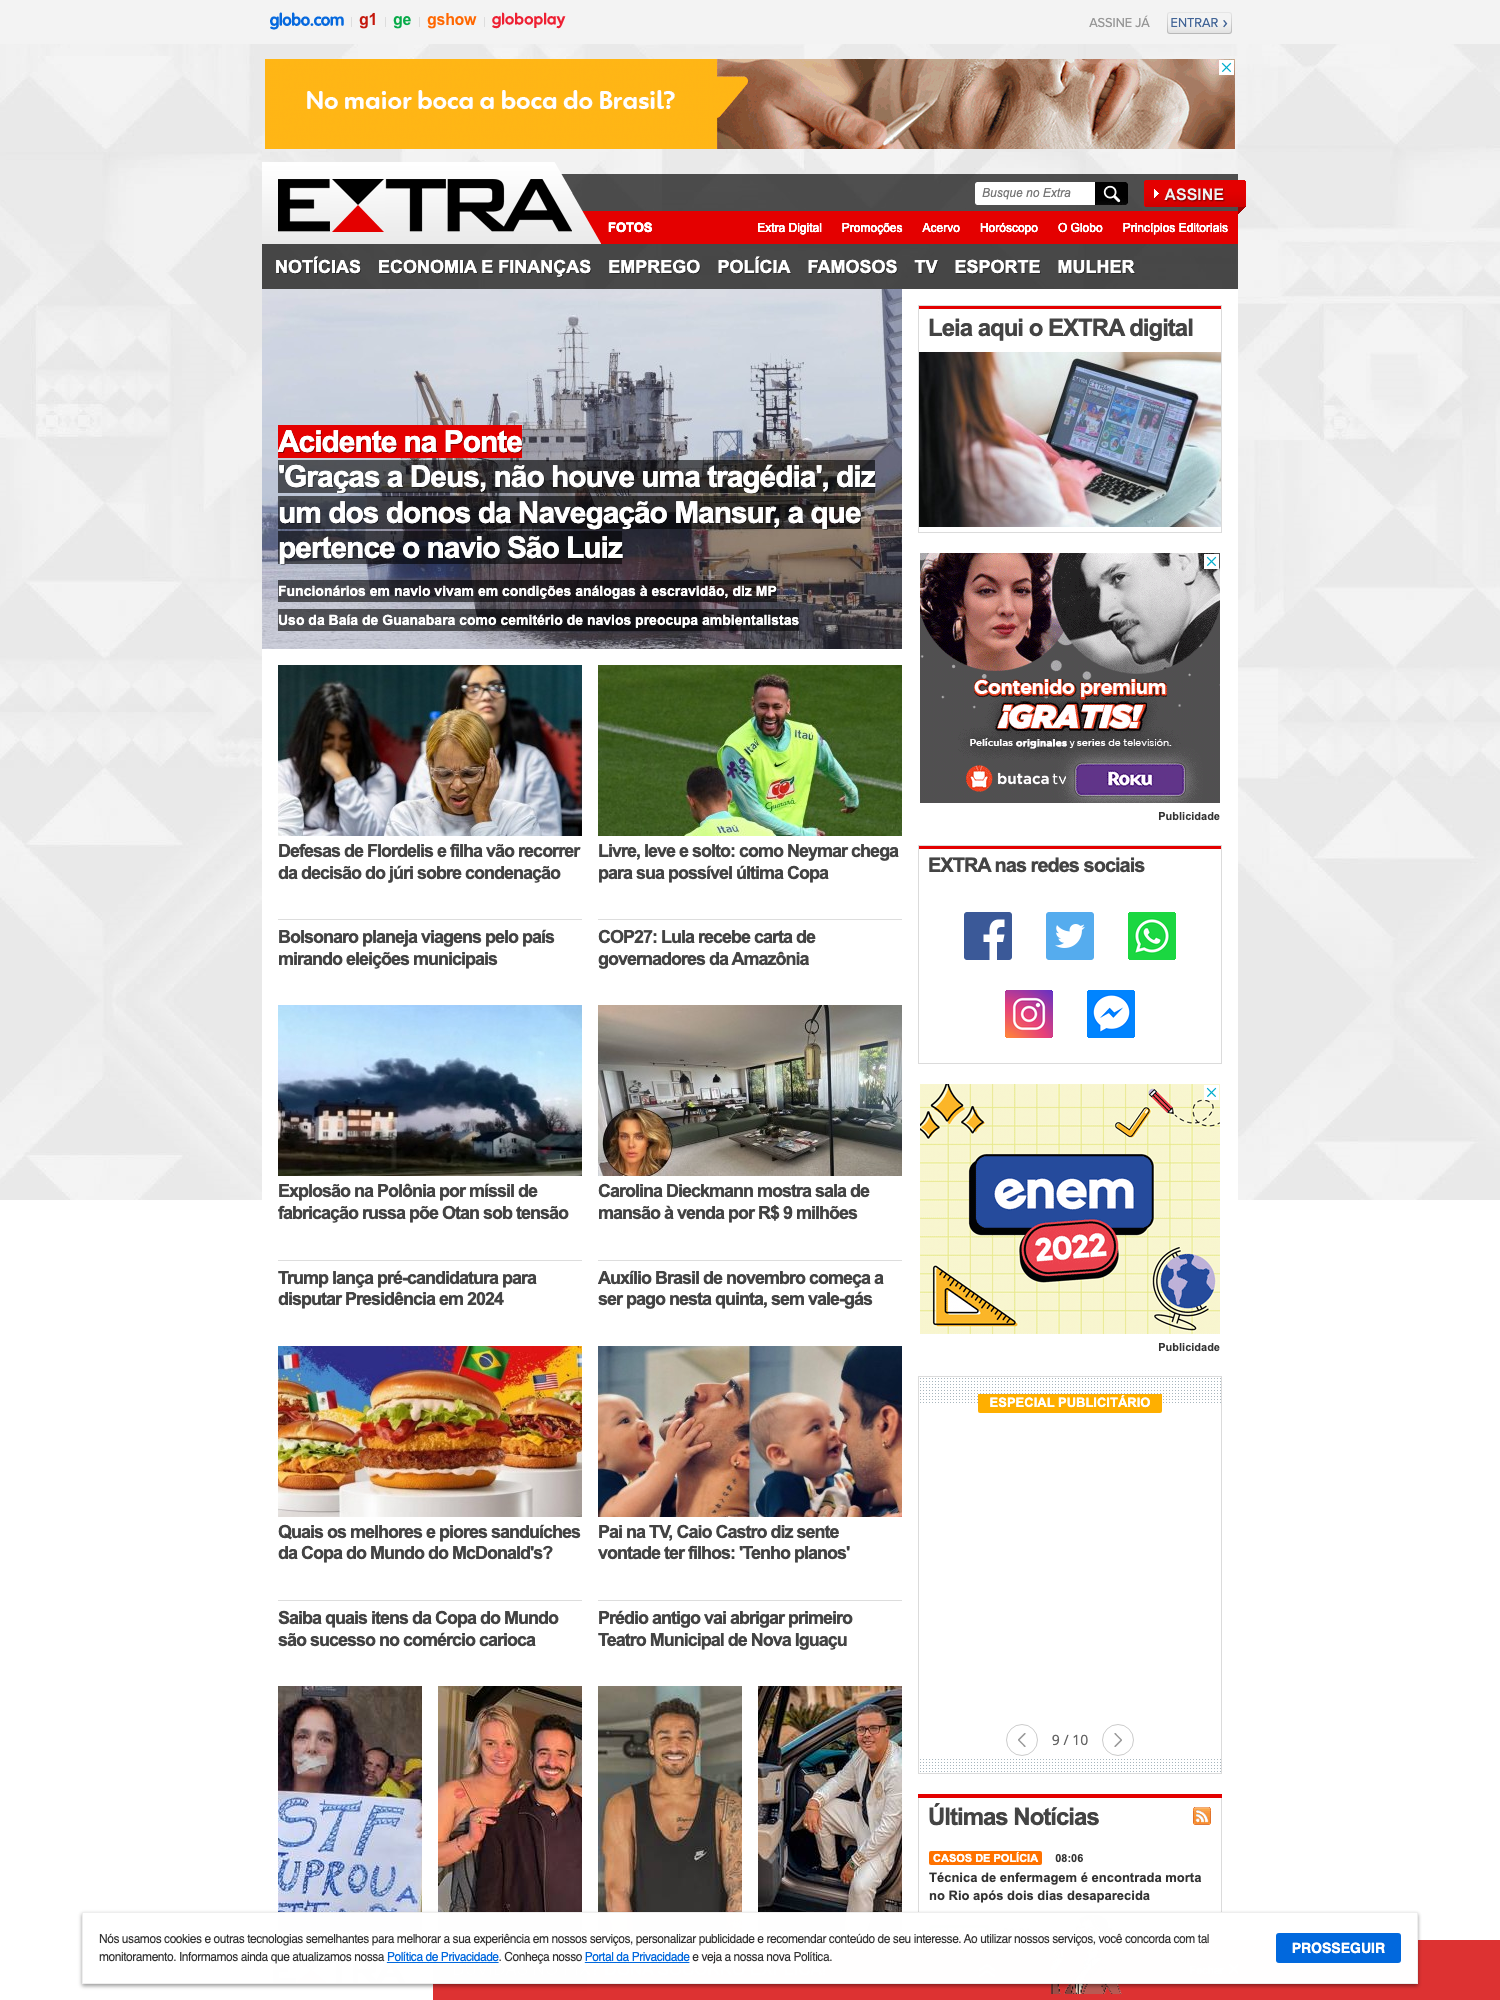 globo.com g1 ge gshow globoplay
ASSINE JÁ ENTRAR ›
No maior boca a boca do Brasil?
EXTRA
Busque no Extra
ASSINE
FOTOS
Extra Digital Promoções Acervo Horóscopo O Globo Princípios Editoriais
NOTÍCIAS ECONOMIA E FINANÇAS EMPREGO POLÍCIA FAMOSOS TV ESPORTE MULHER
Acidente na Ponte
'Graças a Deus, não houve uma tragédia', diz
um dos donos da Navegação Mansur, a que
pertence o navio São Luiz
Funcionários em navio vivam em condições análogas à escravidão, diz MP
Uso da Baía de Guanabara como cemitério de navios preocupa ambientalistas
Leia aqui o EXTRA digital
EXTRA
Contenido premium
¡GRATIS!
Películas originales y series de televisión.
butaca tv
Roku
Publicidade
Itaú
Itaú
vivo
Guaraná
Itaú
Defesas de Flordelis e filha vão recorrer
da decisão do júri sobre condenação
Livre, leve e solto: como Neymar chega
para sua possível última Copa
Bolsonaro planeja viagens pelo país
mirando eleições municipais
COP27: Lula recebe carta de
governadores da Amazônia
EXTRA nas redes sociais
Explosão na Polônia por míssil de
fabricação russa põe Otan sob tensão
Carolina Dieckmann mostra sala de
mansão à venda por R$ 9 milhões
Trump lança pré-candidatura para
disputar Presidência em 2024
Auxílio Brasil de novembro começa a
ser pago nesta quinta, sem vale-gás
enem
2022
Publicidade
ESPECIAL PUBLICITÁRIO
Quais os melhores e piores sanduíches
da Copa do Mundo do McDonald's?
Pai na TV, Caio Castro diz sente
vontade ter filhos: 'Tenho planos'
Saiba quais itens da Copa do Mundo
são sucesso no comércio carioca
Prédio antigo vai abrigar primeiro
Teatro Municipal de Nova Iguaçu
9 / 10
STF
UPROU
A
Últimas Notícias
CASOS DE POLÍCIA 08:06
Técnica de enfermagem é encontrada morta
no Rio após dois dias desaparecida
Nós usamos cookies e outras tecnologias semelhantes para melhorar a sua experiência em nossos serviços, personalizar publicidade e recomendar conteúdo de seu interesse. Ao utilizar nossos serviços, você concorda com tal
monitoramento. Informamos ainda que atualizamos nossa Política de Privacidade. Conheça nosso Portal da Privacidade e veja a nossa nova Política.
PROSSEGUIR